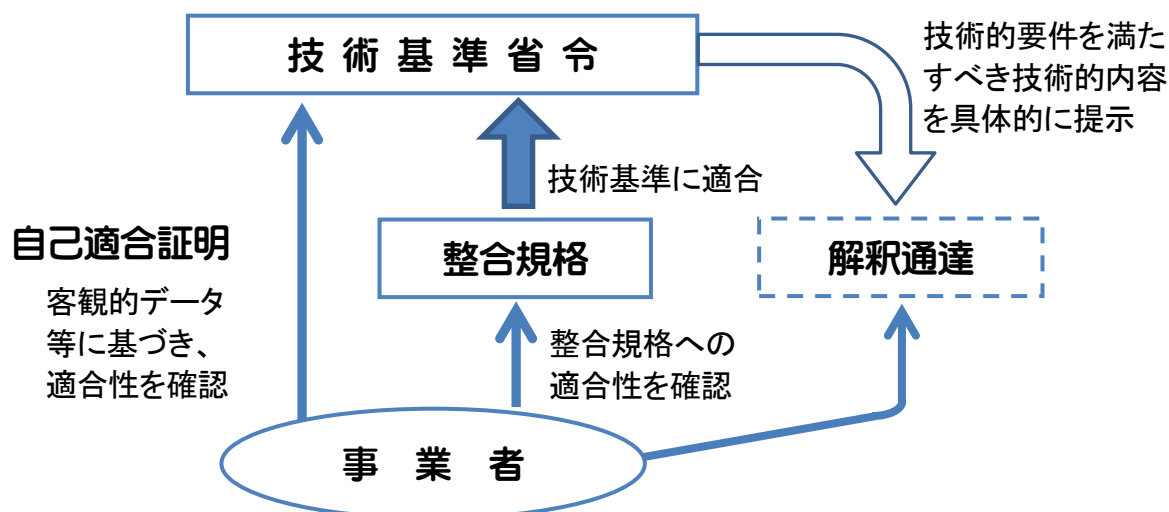 技術基準省令
技術的要件を満た
すべき技術的内容
を具体的に提示
技術基準に適合
自己適合証明
整合規格
解釈通達
客観的データ
等に基づき、
適合性を確認
整合規格への
適合性を確認
事業者